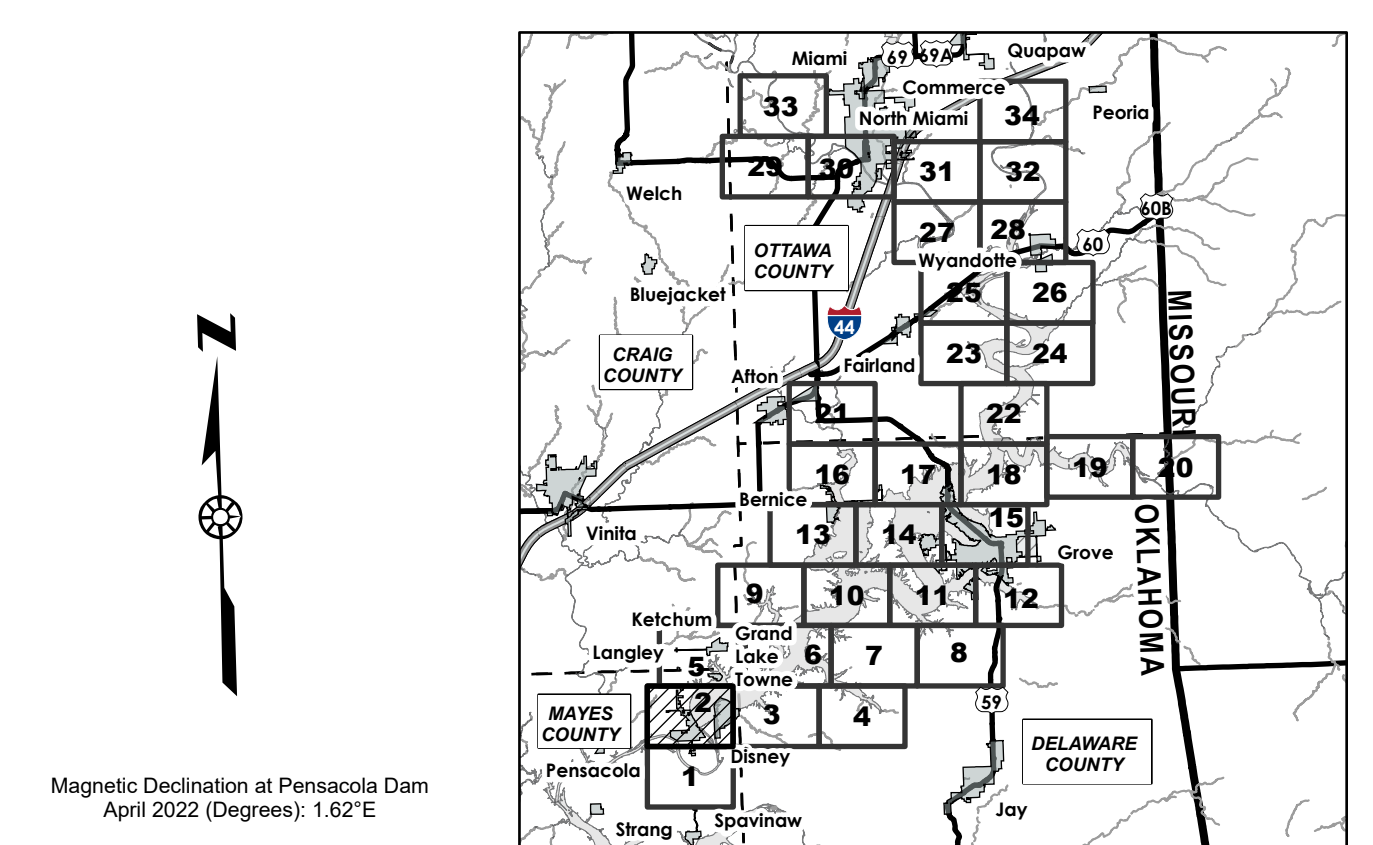 Miami
69
69A
Quapaw
33
Commerce
34
Peoria
North Miami
29
30
31
32
Welch
60B
27
28
60
OTTAWA
COUNTY
Wyandotte
Bluejacket
25
26
MISSOURI
44
N
CRAIG
COUNTY
Fairland
23
24
Afton
21
22
16
17
18
19
20
Bernice
OKLAHOMA
Vinita
13
14
15
Grove
9
10
11
12
Ketchum
Grand
Lake
Towne
Langley
5
6
7
8
2
3
4
59
MAYES
COUNTY
DELAWARE
COUNTY
Disney
Pensacola
1
Magnetic Declination at Pensacola Dam
April 2022 (Degrees): 1.62°E
Jay
Spavinaw
Strang